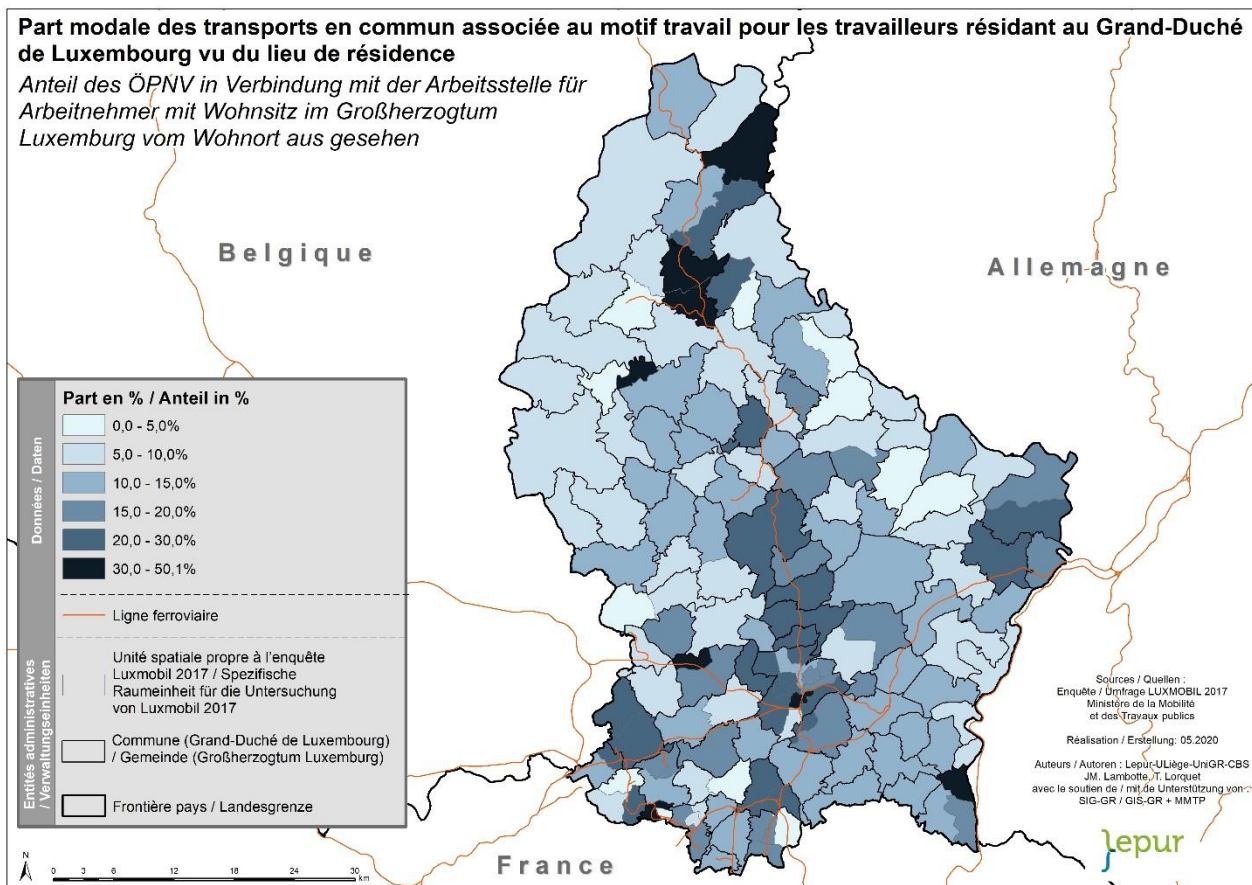 Part modale des transports en commun associée au motif travail pour les travailleurs résidant au Grand-Duché
de Luxembourg vu du lieu de résidence
Anteil des ÖPNV in Verbindung mit der Arbeitsstelle für
Arbeitnehmer mit Wohnsitz im Großherzogtum
Luxemburg vom Wohnort aus gesehen
Belgique
Allemagne
Données / Daten
Part en % / Anteil in %
0,0 - 5,0%
5,0 - 10,0%
10,0 - 15,0%
15,0 - 20,0%
20,0 - 30,0%
30,0 - 50,1%
Ligne ferroviaire
Entités administratives
/ Verwaltungseinheiten
Unité spatiale propre à l'enquête
Luxmobil 2017 / Spezifische
Raumeinheit für die Untersuchung
von Luxmobil 2017
Commune (Grand-Duché de Luxembourg)
/ Gemeinde (Großherzogtum Luxemburg)
Frontière pays / Landesgrenze
Sources / Quellen :
Enquête / Umfrage LUXMOBIL 2017
Ministère de la Mobilité
et des Travaux publics
Réalisation / Erstellung: 05.2020
Auteurs / Autoren : Lepur-ULiège-UniGR-CBS
JM. Lambotte, T. Lorquet
avec le soutien de / mit de Unterstützung von :
SIG-GR / GIS-GR + MMTP
lepur
France
N
0 3 6 12 18 24 30
km